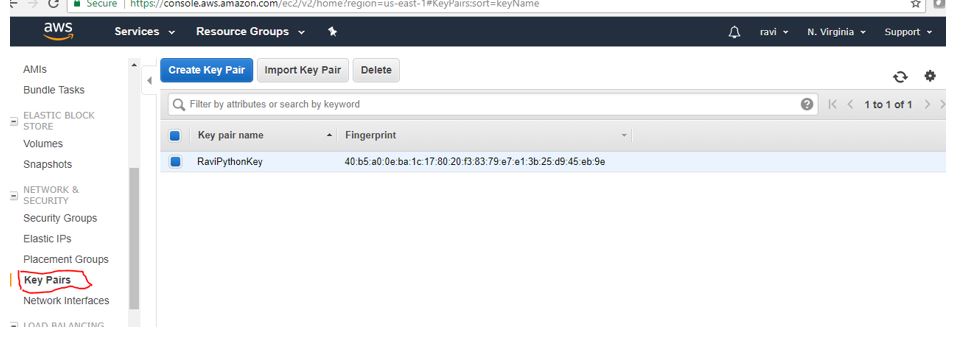 Secure https://console.aws.amazon.com/ec2/v2/home?region=us-east-1#KeyPairs:sort=keyName
aws Services Resource Groups ravi N. Virginia Support
AMIs
Bundle Tasks
ELASTIC BLOCK
STORE
Volumes
Snapshots
NETWORK &
SECURITY
Security Groups
Elastic IPs
Placement Groups
Key Pairs
Network Interfaces
LOAD BALANCING
Create Key Pair Import Key Pair Delete
Filter by attributes or search by keyword ? 1 to 1 of 1
Key pair name Fingerprint
RaviPythonKey 40:b5:a0:0e:ba:1c:17:80:20:f3:83:79:e7:e1:3b:25:d9:45:eb:9e